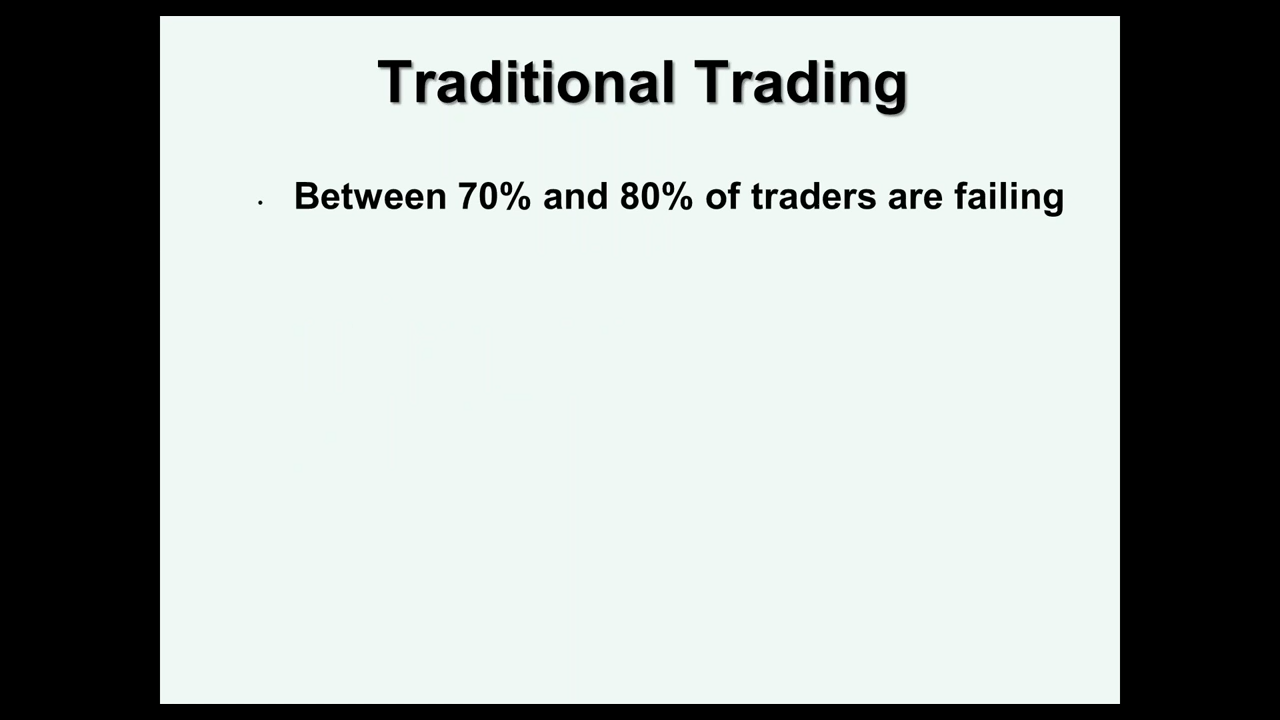 Traditional Trading
· Between 70% and 80% of traders are failing